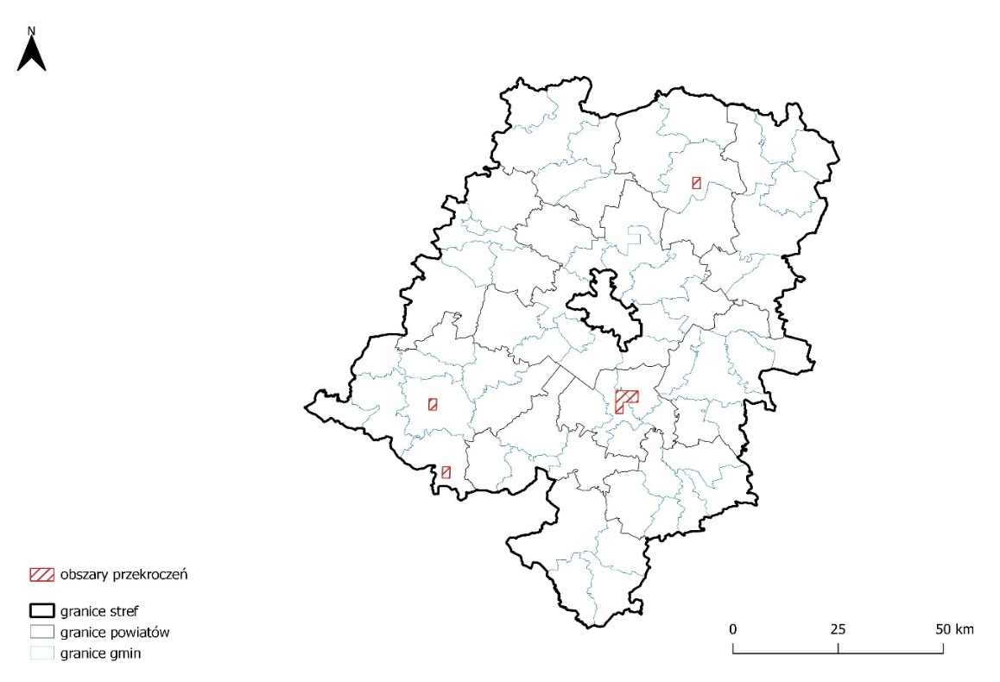 N
obszary przekroczeń
granice stref
granice powiatów
granice gmin
0 25 50 km